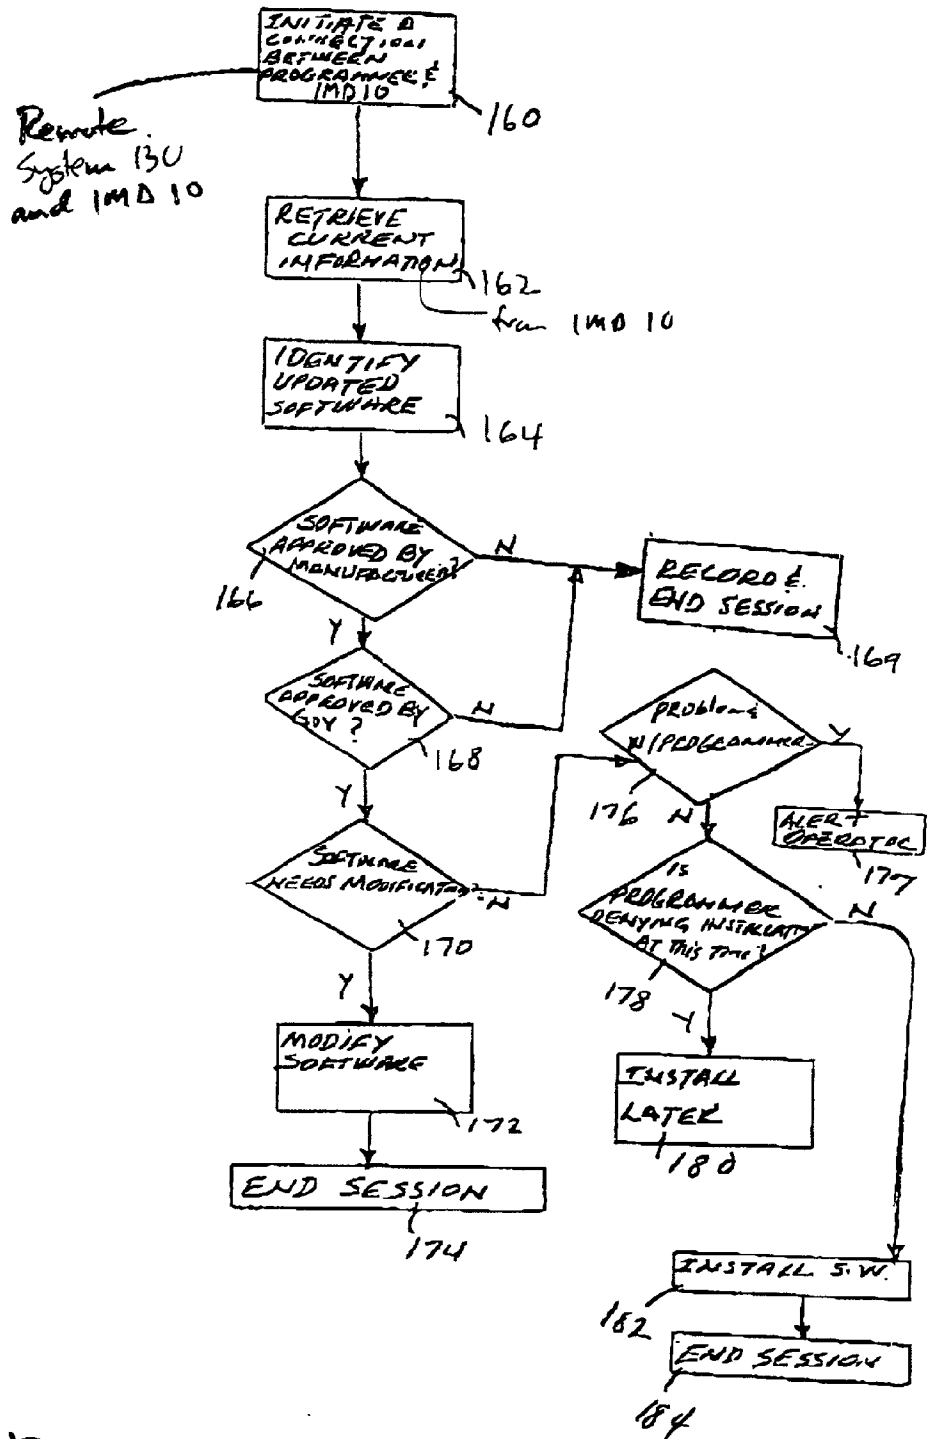 INITIATE A
CONNECTION
BETWEEN
PROGRAMMER &
IMD 10
160
Remote
System 130
and IMD 10
RETRIEVE
CURRENT
INFORMATION
162
from IMD 10
IDENTIFY
UPDATED
SOFTWARE
164
SOFTWARE
APPROVED BY
MANUFACTURER?
N
166
Y
RECORD &
END SESSION
169
SOFTWARE
APPROVED BY
GOV?
N
168
Y
PROBLEMS
W/PROGRAMMER
Y
176
N
ALERT
OPERATOR
177
SOFTWARE
NEEDS MODIFICATION?
N
170
Y
IS
PROGRAMMER
DENYING INSTALLATION
AT THIS TIME?
N
178
Y
MODIFY
SOFTWARE
172
INSTALL
LATER
180
END SESSION
174
INSTALL S.W.
182
END SESSION
184